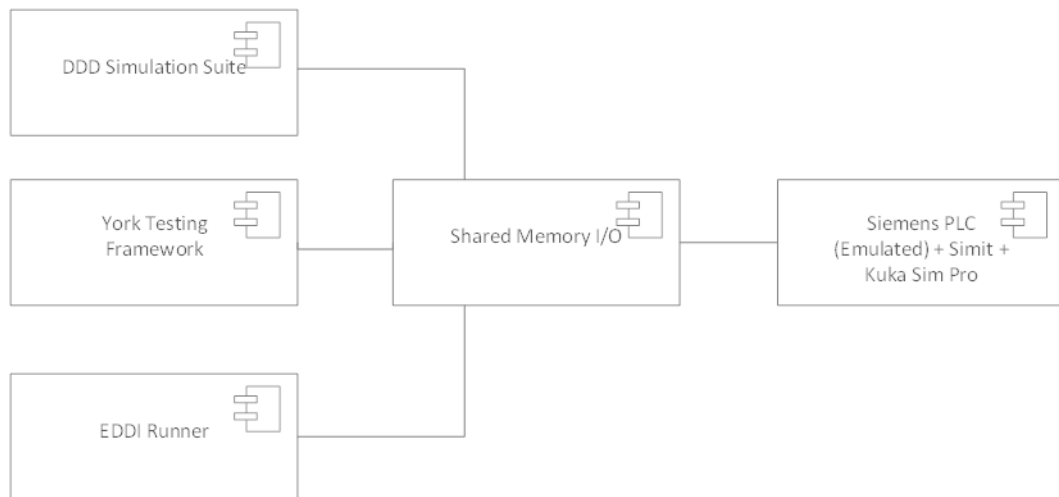 DDD Simulation Suite
York Testing
Framework
Shared Memory I/O
Siemens PLC
(Emulated) + Simit +
Kuka Sim Pro
EDDI Runner